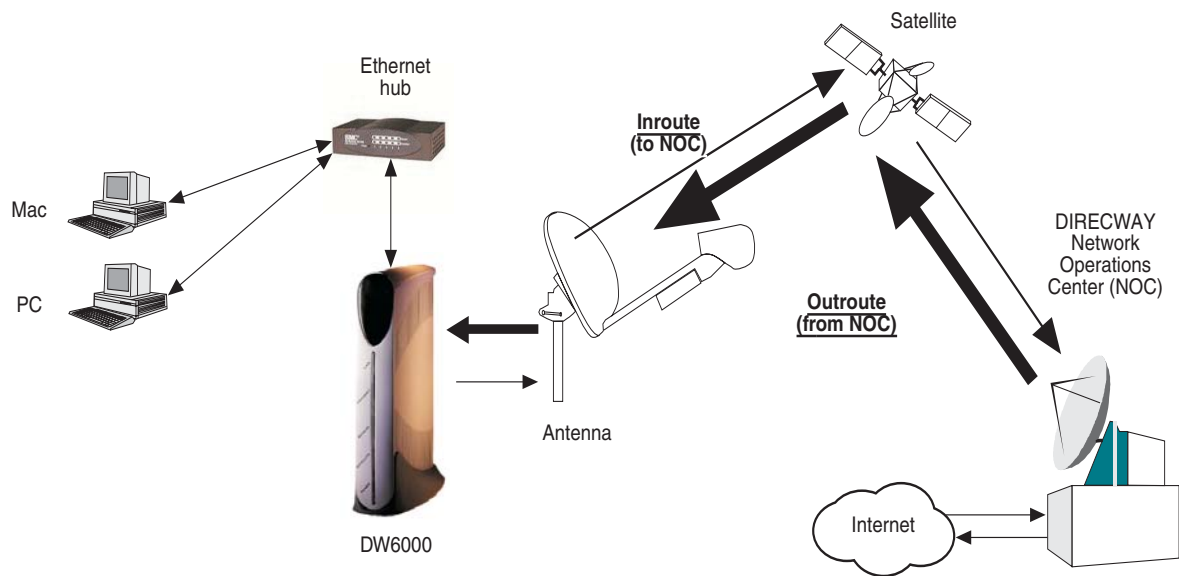 Satellite
Ethernet
hub
Inroute
(to NOC)
Mac
DIRECWAY
Network
Operations
Center (NOC)
PC
Outroute
(from NOC)
Antenna
Internet
DW6000